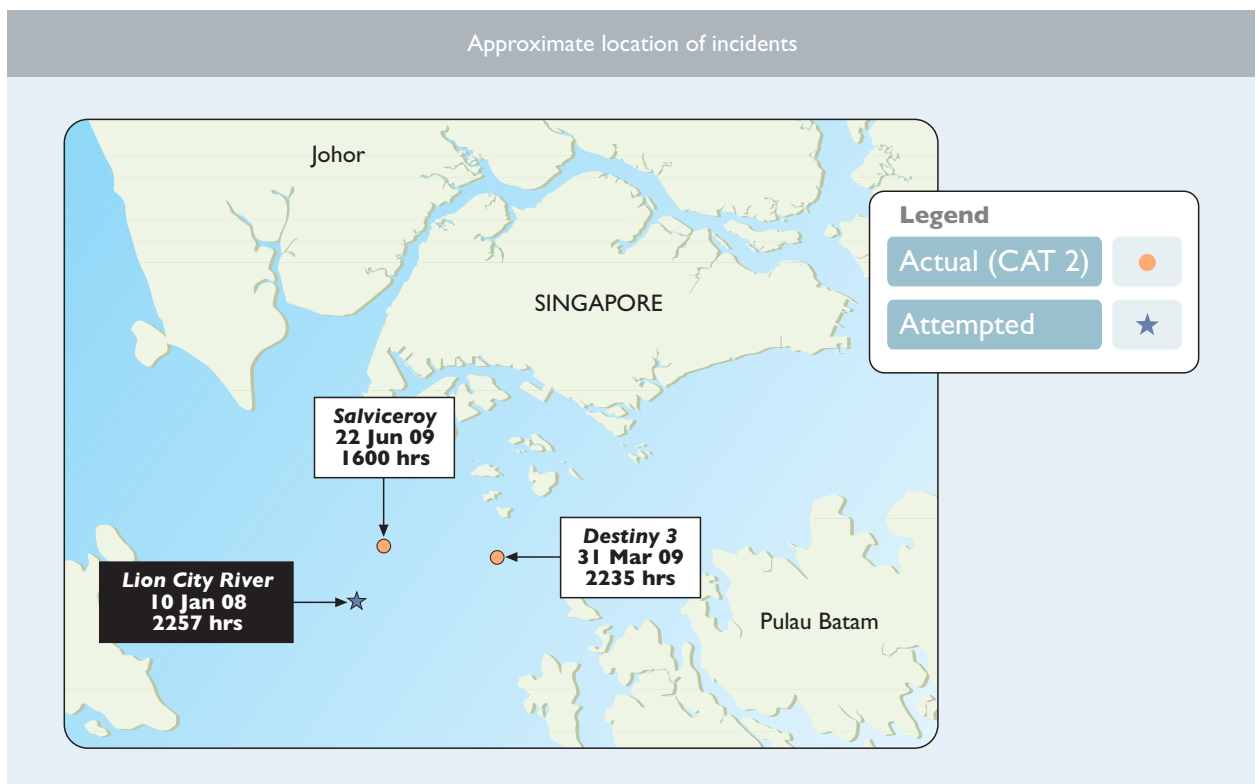 Approximate location of incidents
Johor
SINGAPORE
Legend
Actual (CAT 2)
Attempted
Salviceroy
22 Jun 09
1600 hrs
Destiny 3
31 Mar 09
2235 hrs
Lion City River
10 Jan 08
2257 hrs
Pulau Batam